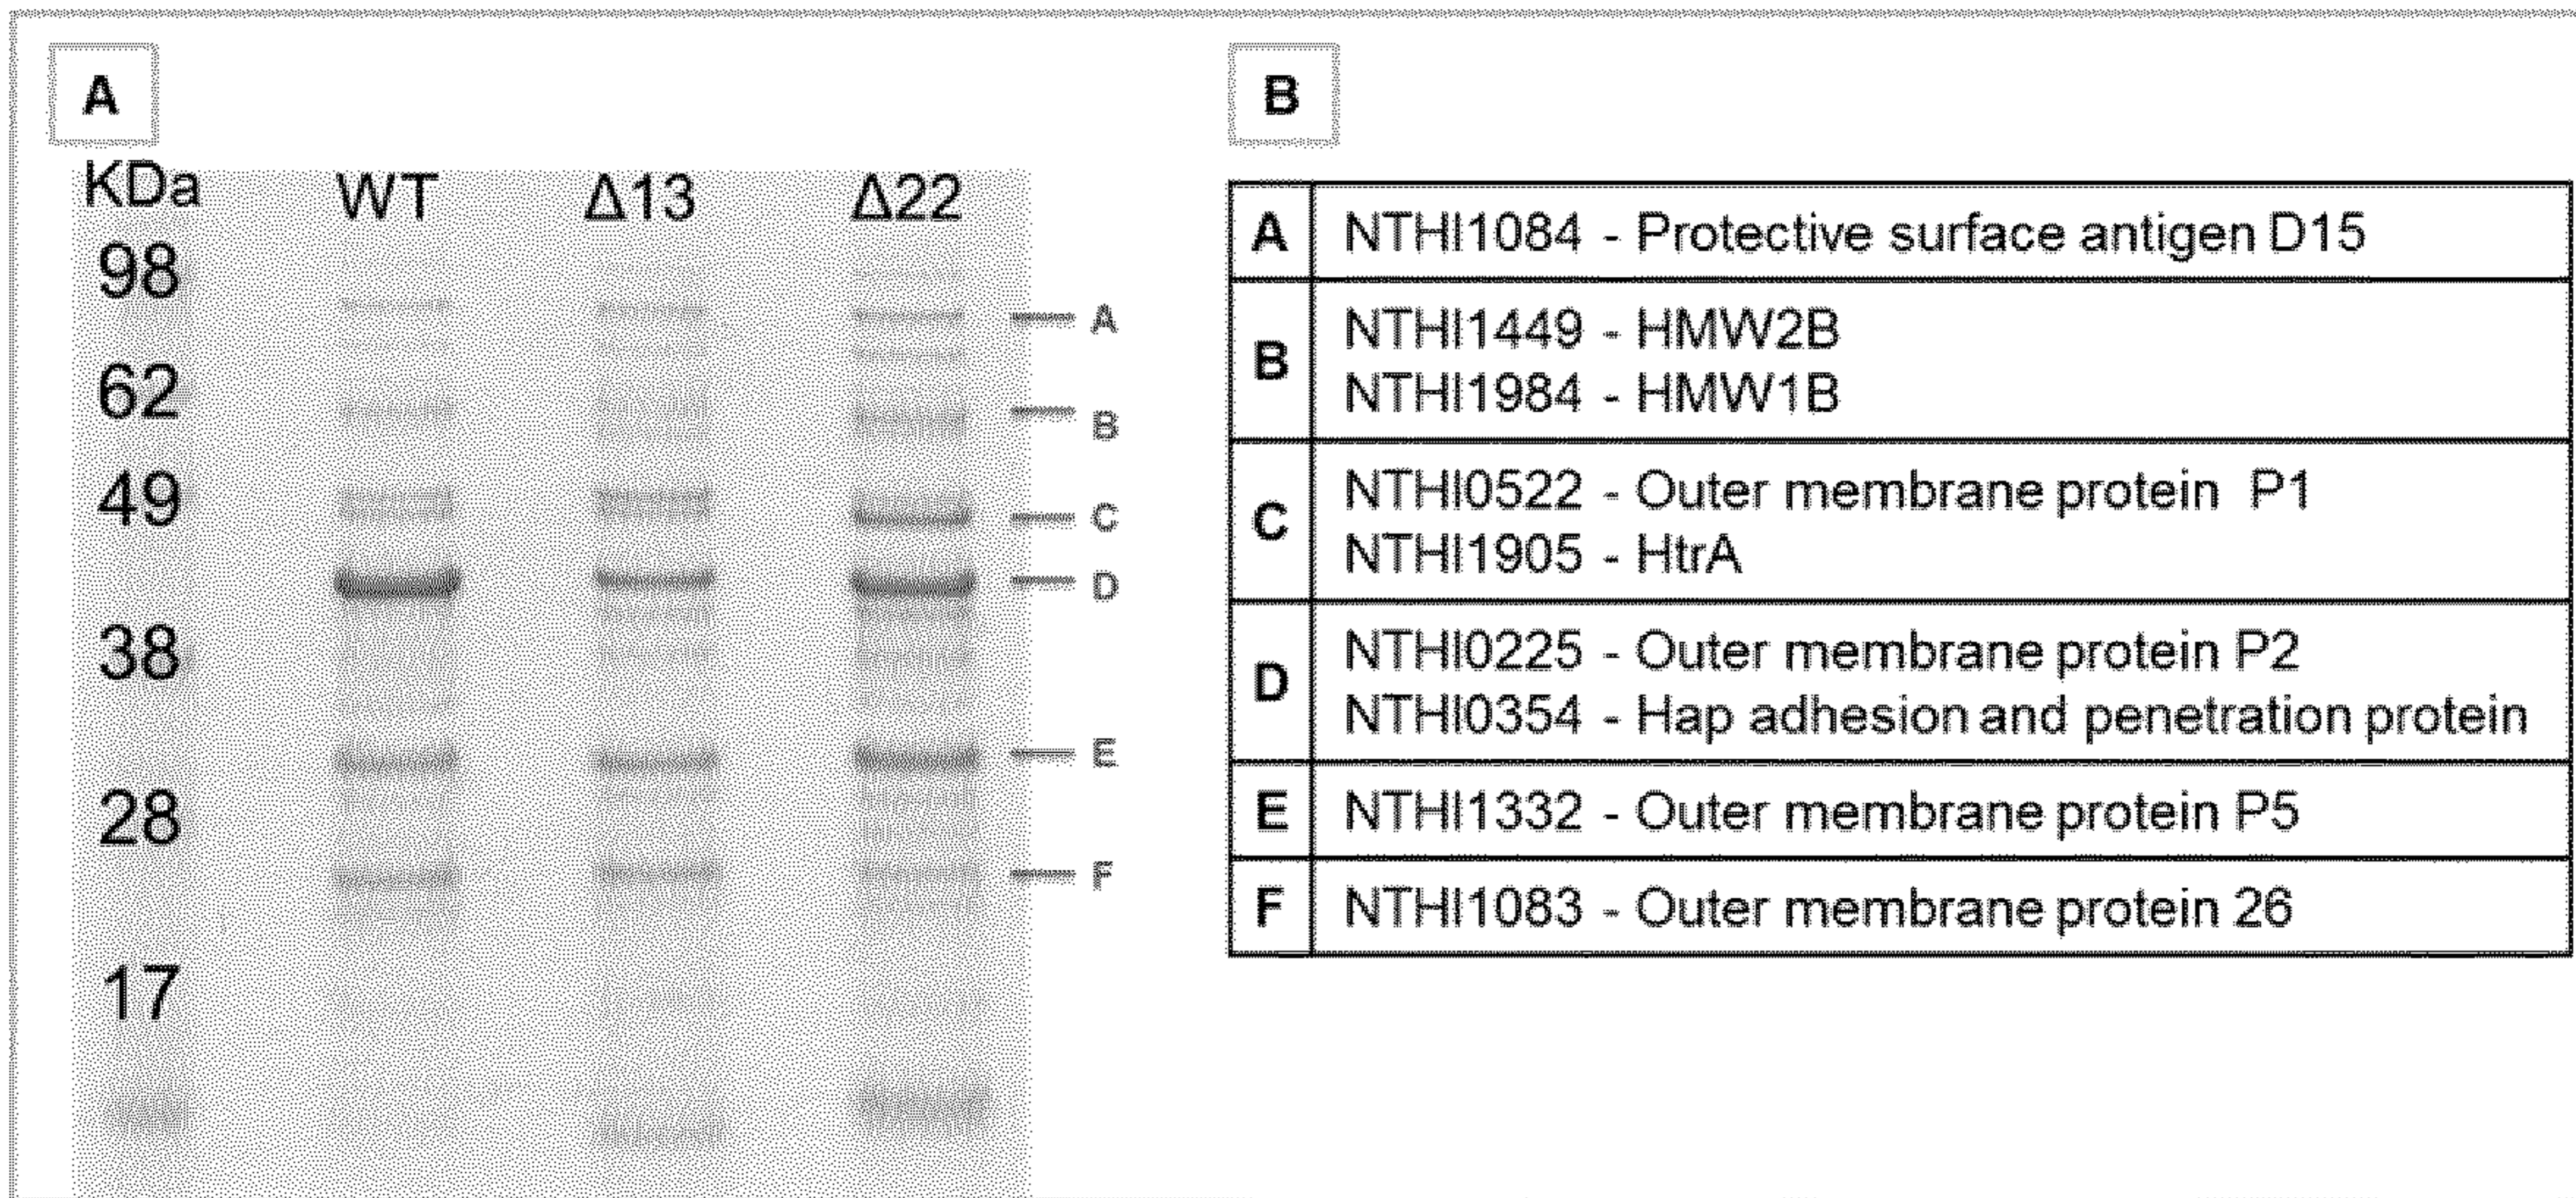 A
KDa WT Δ13 Δ22
98
62
49
38
28
17
A
B
C
D
E
F
B
A NTHI1084 - Protective surface antigen D15
B NTHI1449 - HMW2B
NTHI1984 - HMW1B
C NTHI0522 - Outer membrane protein P1
NTHI1905 - HtrA
D NTHI0225 - Outer membrane protein P2
NTHI0354 - Hap adhesion and penetration protein
E NTHI1332 - Outer membrane protein P5
F NTHI1083 - Outer membrane protein 26